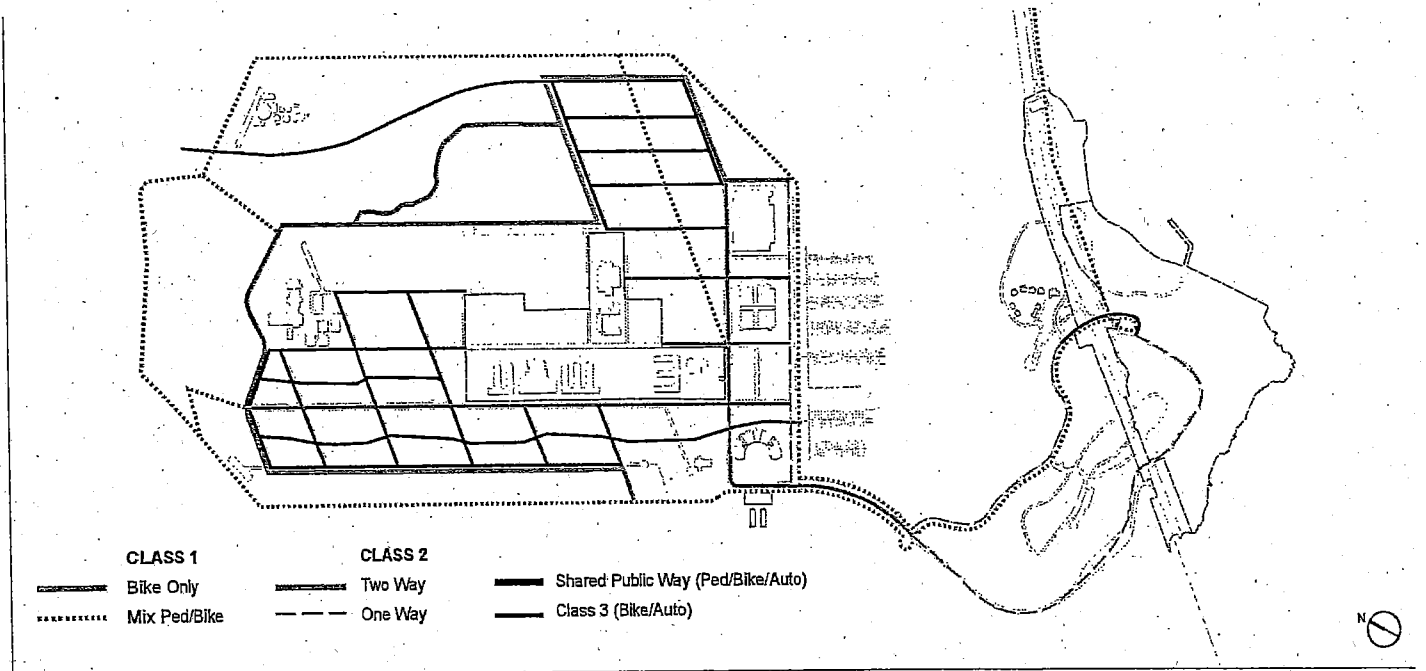 CLASS 1
CLASS 2
Bike Only
Two Way
Shared Public Way (Ped/Bike/Auto)
Mix Ped/Bike
One Way
Class 3 (Bike/Auto)
N